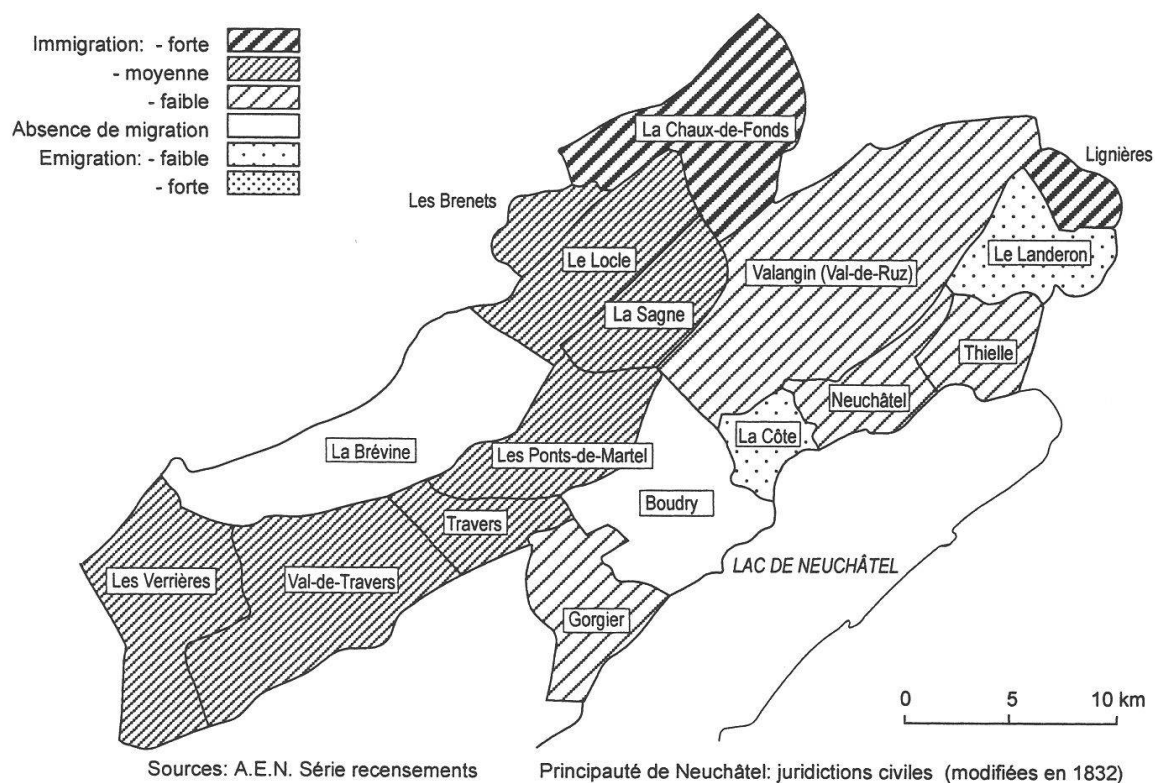 Immigration: - forte
- moyenne
- faible
Absence de migration
Emigration: - faible
- forte
La Chaux-de-Fonds
Lignières
Les Brenets
Le Locle
Le Landeron
Valangin (Val-de-Ruz)
La Sagne
Thielle
Neuchâtel
La Côte
La Brévine
Les Ponts-de-Martel
Boudry
Travers
LAC DE NEUCHÂTEL
Les Verrières
Val-de-Travers
Gorgier
0 5 10 km
Sources: A.E.N. Série recensements
Principauté de Neuchâtel: juridictions civiles (modifiées en 1832)